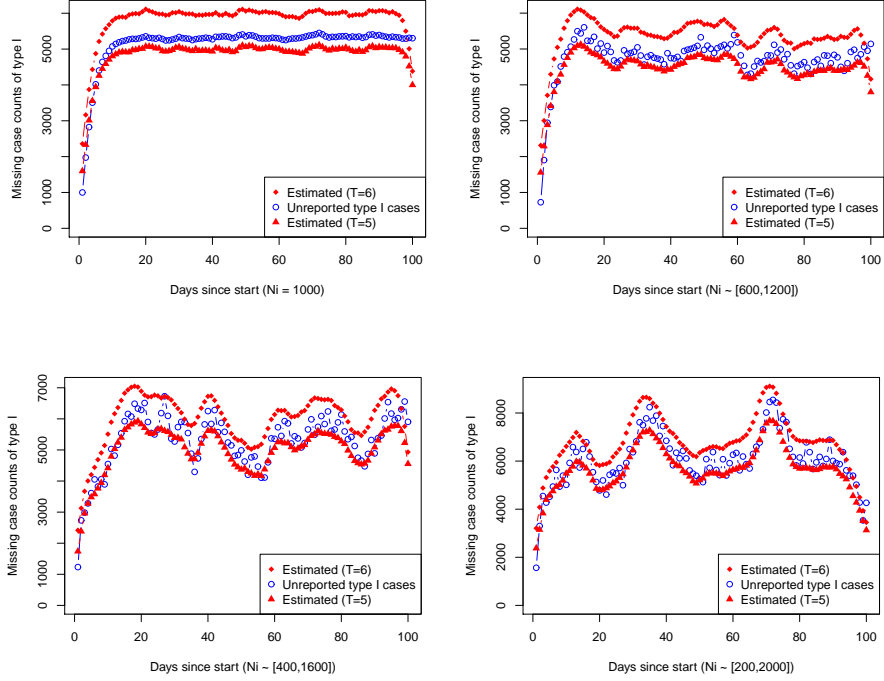 Missing case counts of type I
0
1000
3000
5000
0
20
40
60
80
100
Days since start (Ni = 1000)
Estimated (T=6)
Unreported type I cases
Estimated (T=5)
Missing case counts of type I
0
1000
3000
5000
0
20
40
60
80
100
Days since start (Ni ~ [600,1200])
Estimated (T=6)
Unreported type I cases
Estimated (T=5)
Missing case counts of type I
0
1000
3000
5000
7000
0
20
40
60
80
100
Days since start (Ni ~ [400,1600])
Estimated (T=6)
Unreported type I cases
Estimated (T=5)
Missing case counts of type I
0
2000
4000
6000
8000
0
20
40
60
80
100
Days since start (Ni ~ [200,2000])
Estimated (T=6)
Unreported type I cases
Estimated (T=5)